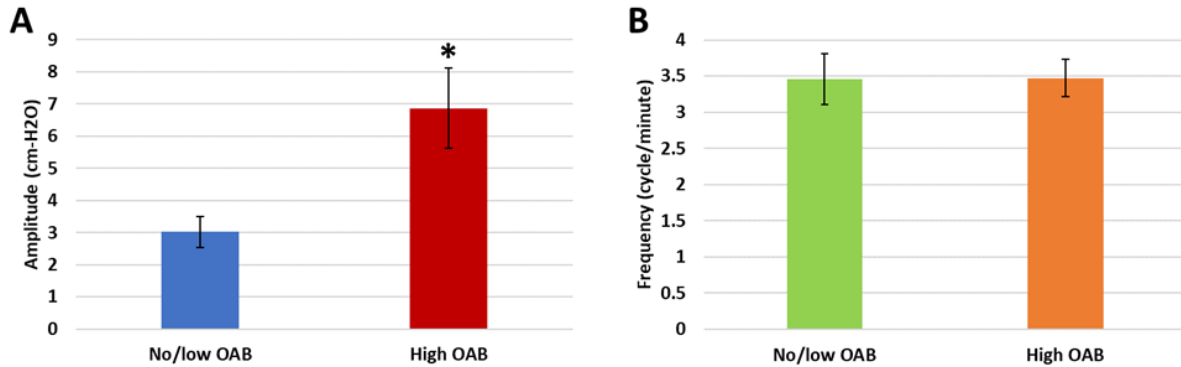 A
Amplitude (cm-H2O)
9
8
7
6
5
4
3
2
1
0
*
No/low OAB
High OAB
B
Frequency (cycle/minute)
4
3.5
3
2.5
2
1.5
1
0.5
0
No/low OAB
High OAB